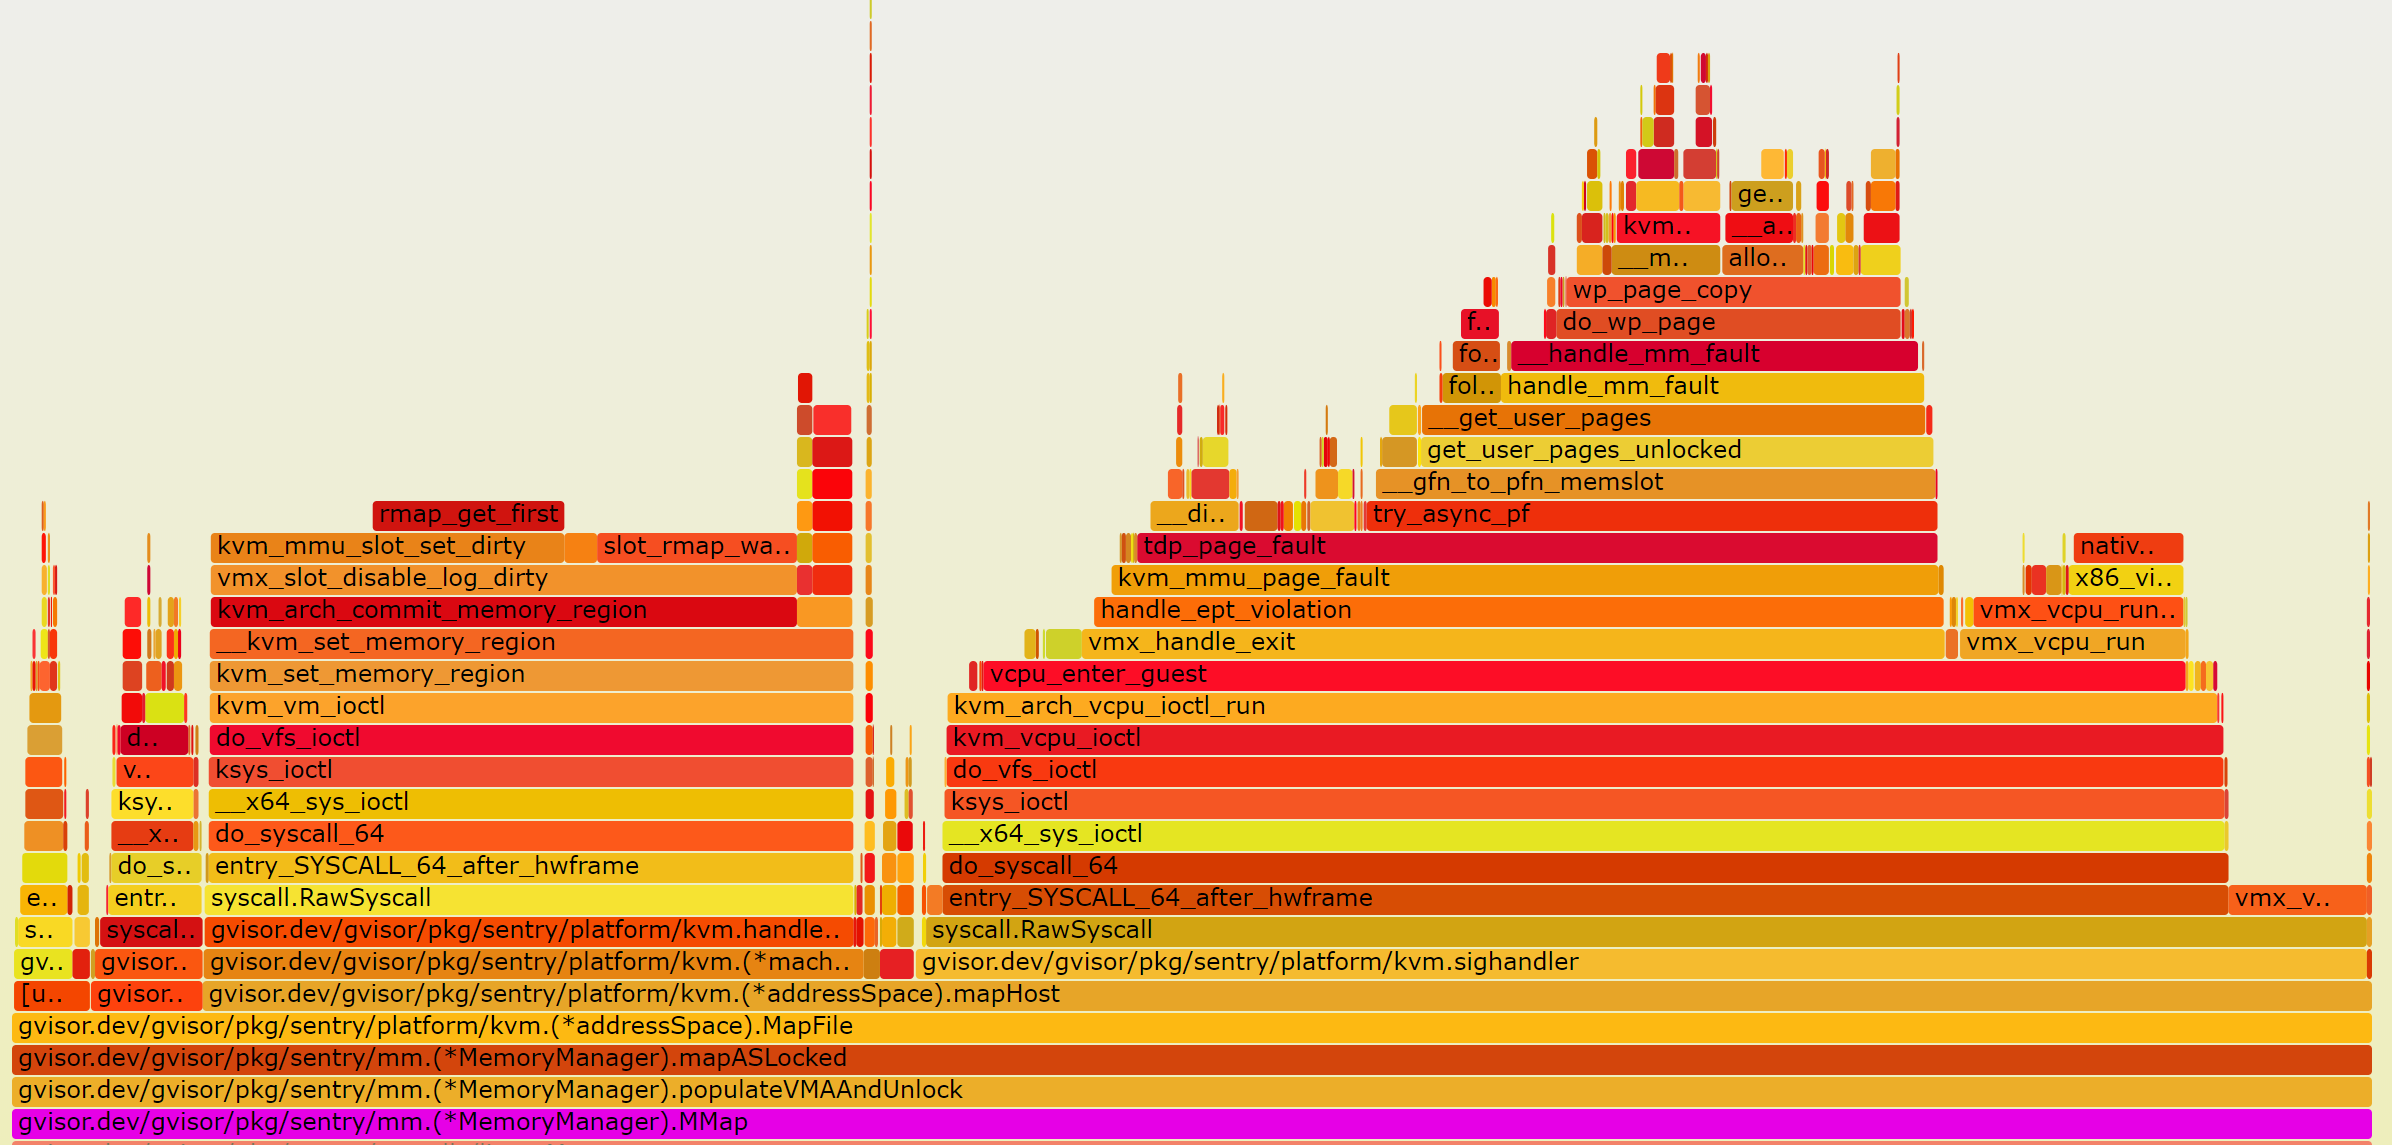 ge..
kvm.. __a..
__m.. allo..
wp_page_copy
f.. do_wp_page
fo.. __handle_mm_fault
fol.. handle_mm_fault
__get_user_pages
get_user_pages_unlocked
__gfn_to_pfn_memslot
rmap_get_first __di.. try_async_pf
kvm_mmu_slot_set_dirty slot_rmap_wa.. tdp_page_fault nativ..
vmx_slot_disable_log_dirty kvm_mmu_page_fault x86_vi..
kvm_arch_commit_memory_region handle_ept_violation vmx_vcpu_run..
__kvm_set_memory_region vmx_handle_exit vmx_vcpu_run
kvm_set_memory_region vcpu_enter_guest
kvm_vm_ioctl kvm_arch_vcpu_ioctl_run
d.. do_vfs_ioctl kvm_vcpu_ioctl
v.. ksys_ioctl do_vfs_ioctl
ksy.. __x64_sys_ioctl ksys_ioctl
__x.. do_syscall_64 __x64_sys_ioctl
do_s.. entry_SYSCALL_64_after_hwframe do_syscall_64
e.. entr.. syscall.RawSyscall entry_SYSCALL_64_after_hwframe vmx_v..
s.. syscal.. gvisor.dev/gvisor/pkg/sentry/platform/kvm.handle.. syscall.RawSyscall
gv.. gvisor.. gvisor.dev/gvisor/pkg/sentry/platform/kvm.(*mach.. gvisor.dev/gvisor/pkg/sentry/platform/kvm.sighandler
[u.. gvisor.. gvisor.dev/gvisor/pkg/sentry/platform/kvm.(*addressSpace).mapHost
gvisor.dev/gvisor/pkg/sentry/platform/kvm.(*addressSpace).MapFile
gvisor.dev/gvisor/pkg/sentry/mm.(*MemoryManager).mapASLocked
gvisor.dev/gvisor/pkg/sentry/mm.(*MemoryManager).populateVMAAndUnlock
gvisor.dev/gvisor/pkg/sentry/mm.(*MemoryManager).MMap